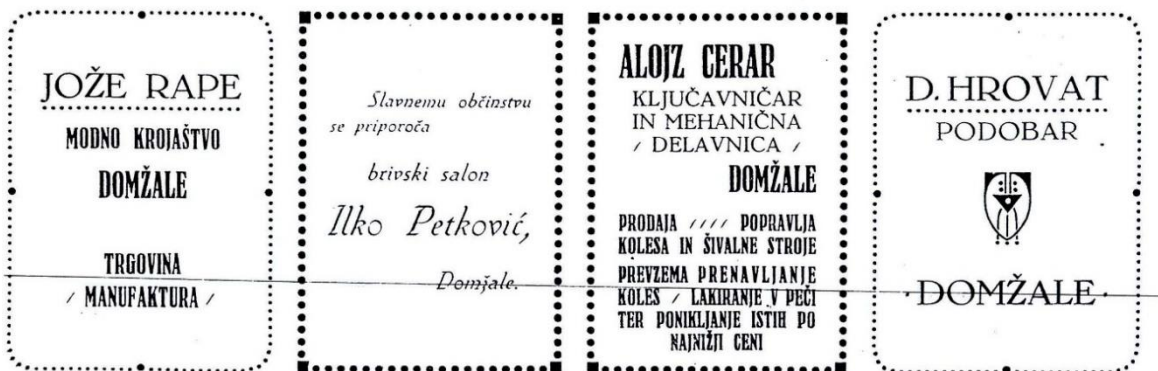 JOŽE RAPE
MODNO KROJAŠTVO
DOMŽALE
TRGOVINA
/ MANUFAKTURA /
Slavnemu občinstvu
se priporoča
brivski salon
Ilko Petković,
Domžale.
ALOJZ CERAR
KLJUČAVNIČAR
IN MEHANIČNA
/ DELAVNICA /
DOMŽALE
PRODAJA //// POPRAVLJA
KOLESA IN ŠIVALNE STROJE
PREVZEMA PRENAVLJANJE
KOLES / LAKIRANJE V PEČI
TER PONIKLJANJE ISTIH PO
NAJNIŽJI CENI
D. HROVAT
PODOBAR
·DOMŽALE·